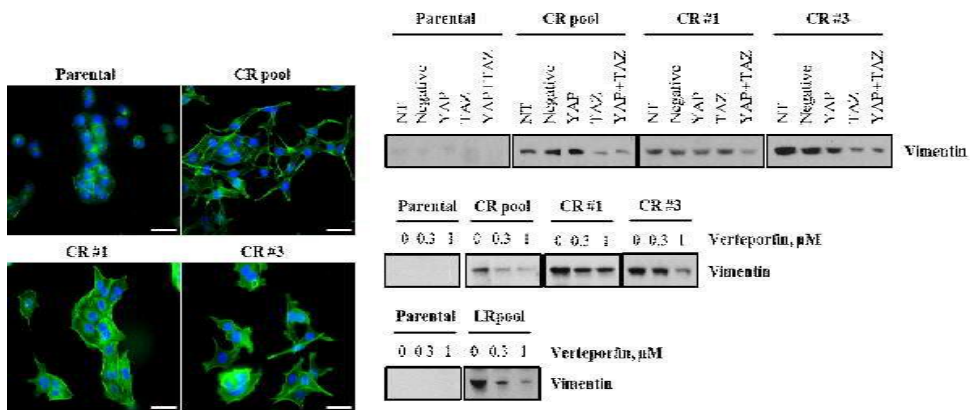 Parental CR pool CR #1 CR #3
NT Negative YAP TAZ YAP+TAZ NT Negative YAP TAZ YAP+TAZ NT Negative YAP TAZ YAP+TAZ NT Negative YAP TAZ YAP+TAZ
Vimentin
Parental CR pool
CR #1 CR #3
Parental CR pool CR #1 CR #3
0 0.3 1 0 0.3 1 0 0.3 1 0 0.3 1 Verteporfin, µM
Vimentin
Parental LR pool
0 0.3 1 0 0.3 1 Verteporfin, µM
Vimentin